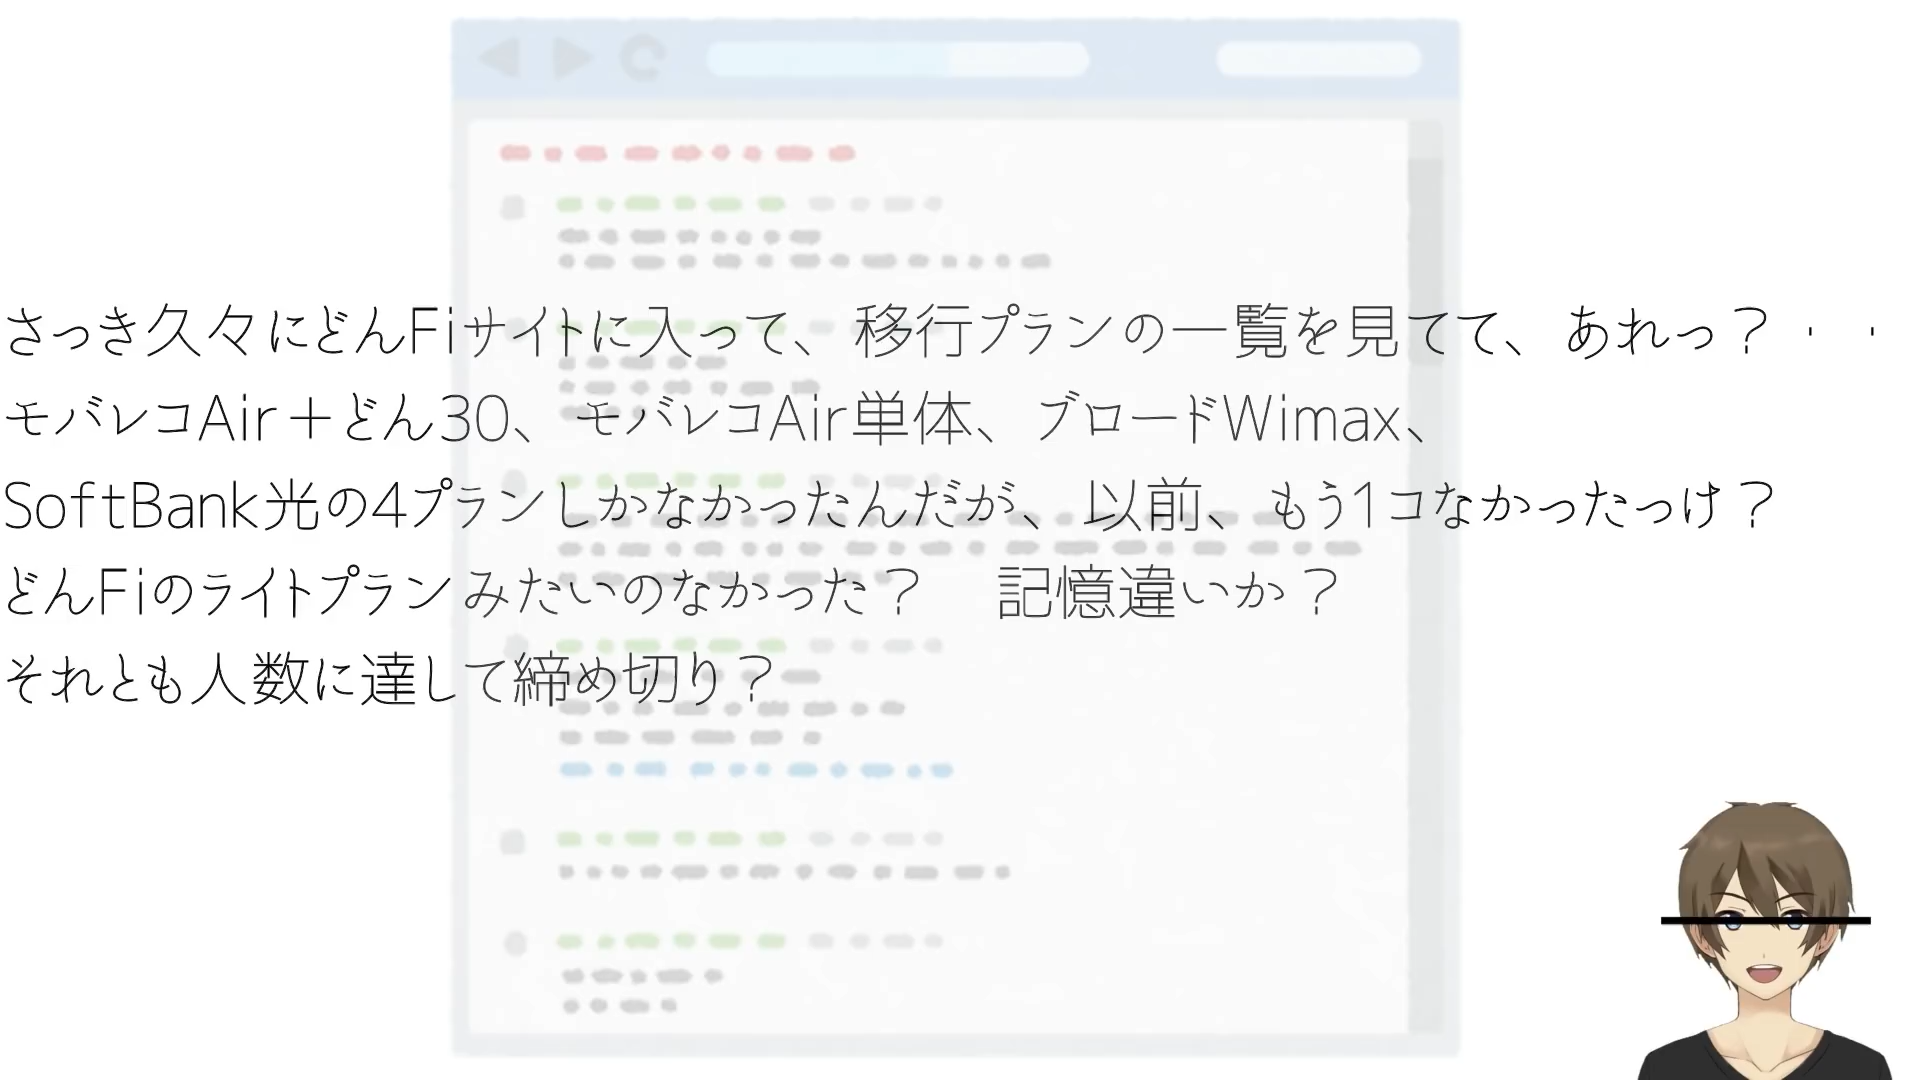 さっき久々にどんFiサイトに入って、移行プランの一覧を見てて、あれっ？・・
モバレコAir＋どん30、モバレコAir単体、ブロードWimax、
SoftBank光の4プランしかなかったんだが、以前、もう1コなかったっけ？
どんFiのライトプランみたいのなかった？　記憶違いか？
それとも人数に達して締め切り？